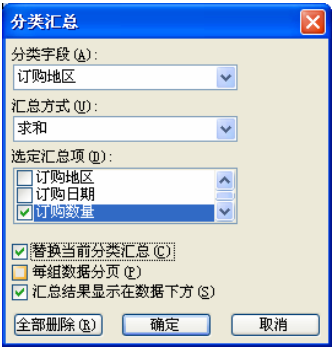 分类汇总
分类字段(A):
订购地区
汇总方式(U):
求和
选定汇总项(D):
订购地区
订购日期
订购数量
替换当前分类汇总(C)
每组数据分页(P)
汇总结果显示在数据下方(S)
全部删除(R) 确定 取消